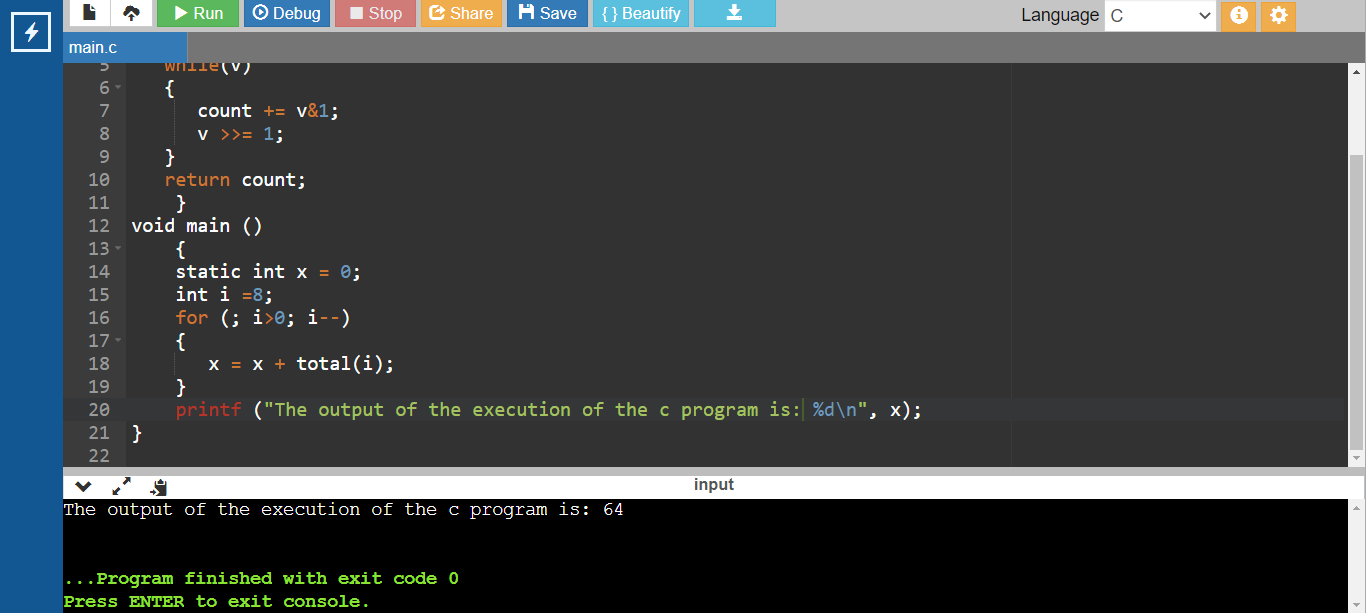 Run Debug Stop Share Save { } Beautify Language C
main.c
5 while(v)
6 {
7 count += v&1;
8 v >>= 1;
9 }
10 return count;
11 }
12 void main ()
13 {
14 static int x = 0;
15 int i =8;
16 for (; i>0; i--)
17 {
18 x = x + total(i);
19 }
20 printf ("The output of the execution of the c program is: %d\n", x);
21 }
22
input
The output of the execution of the c program is: 64
...Program finished with exit code 0
Press ENTER to exit console.